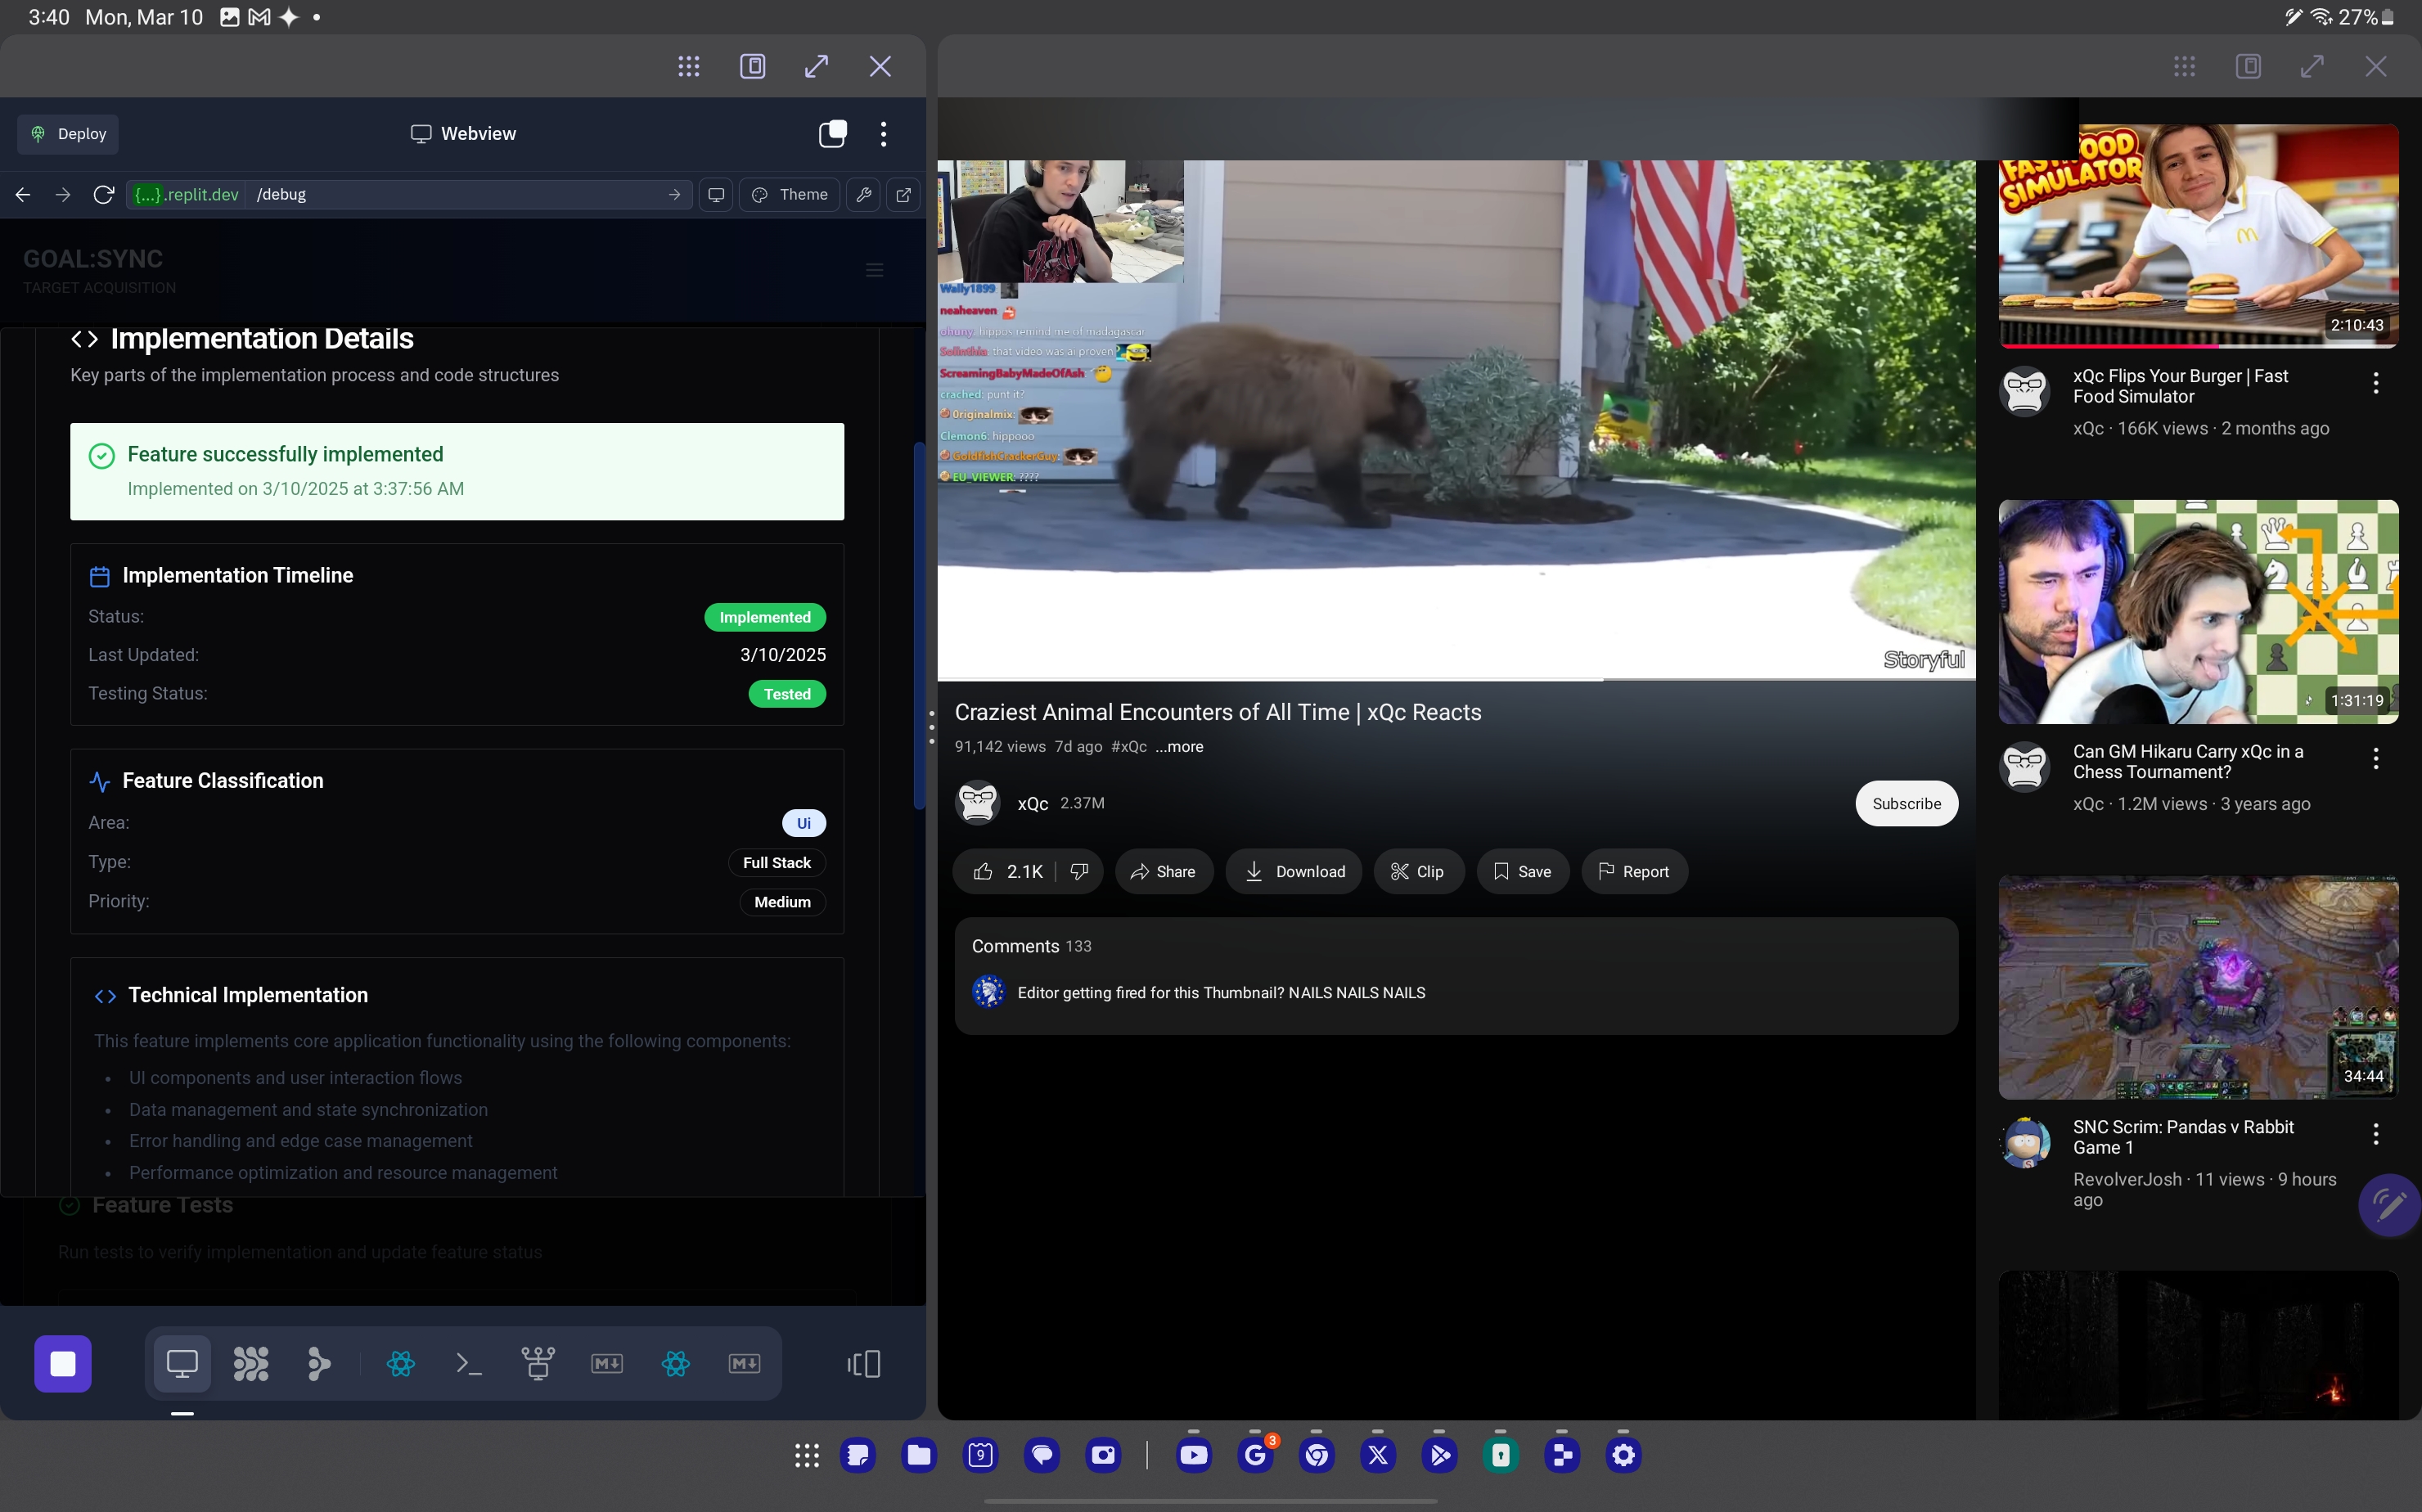 3:40 Mon, Mar 10
27%
Deploy
Webview
{...}.replit.dev /debug
Theme
GOAL:SYNC
TARGET ACQUISITION
Implementation Details
Key parts of the implementation process and code structures
Feature successfully implemented
Implemented on 3/10/2025 at 3:37:56 AM
Implementation Timeline
Status: Implemented
Last Updated: 3/10/2025
Testing Status: Tested
Feature Classification
Area: Ui
Type: Full Stack
Priority: Medium
Technical Implementation
This feature implements core application functionality using the following components:
• UI components and user interaction flows
• Data management and state synchronization
• Error handling and edge case management
• Performance optimization and resource management
Feature Tests
Run tests to verify implementation and update feature status
Wally1899
neaheaven
ohuny: hippos remind me of madagascar
that video was ai proven
ScreamingBabyMadeOfAsh
crached: punt it?
Originalmix:
Clemon6: hippooo
GoldfishCrackerGuy:
EU_VIEWER: ????
Storyful
Craziest Animal Encounters of All Time | xQc Reacts
91,142 views 7d ago #xQc ...more
xQc 2.37M
Subscribe
2.1K
Share
Download
Clip
Save
Report
Comments 133
Editor getting fired for this Thumbnail? NAILS NAILS NAILS
FAST FOOD
SIMULATOR
2:10:43
xQc Flips Your Burger | Fast
Food Simulator
xQc · 166K views · 2 months ago
1:31:19
Can GM Hikaru Carry xQc in a
Chess Tournament?
xQc · 1.2M views · 3 years ago
34:44
SNC Scrim: Pandas v Rabbit
Game 1
RevolverJosh · 11 views · 9 hours
ago
M↓
M↓
9
G
3
X